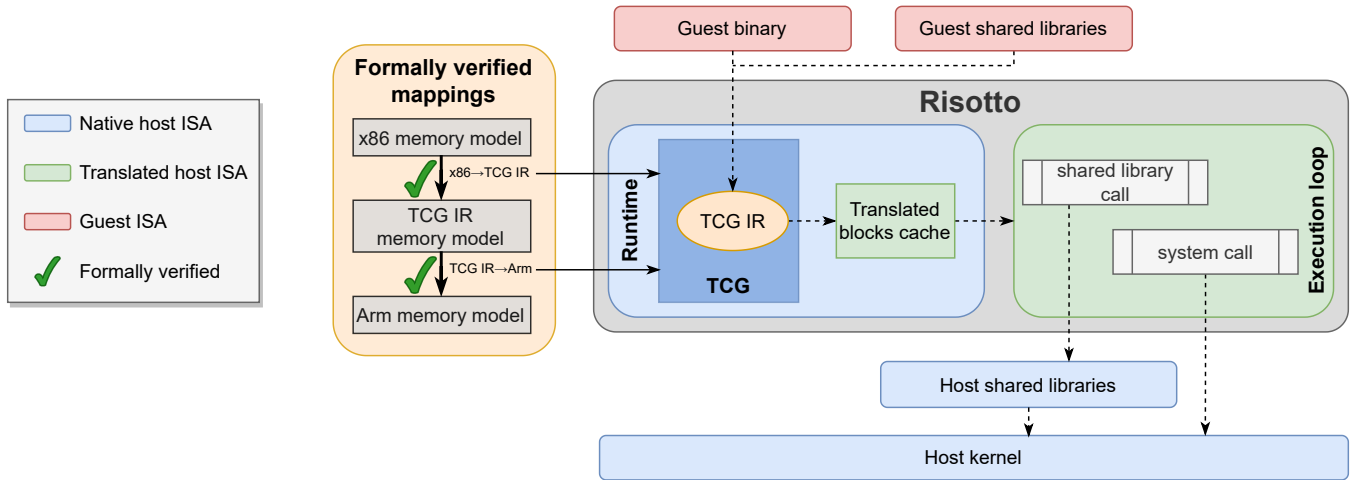 Native host ISA
Translated host ISA
Guest ISA
Formally verified
Formally verified
mappings
x86 memory model
x86→TCG IR
TCG IR
memory model
TCG IR→Arm
Arm memory model
Guest binary
Guest shared libraries
Risotto
Runtime
TCG IR
TCG
Translated
blocks cache
shared library
call
system call
Execution loop
Host shared libraries
Host kernel